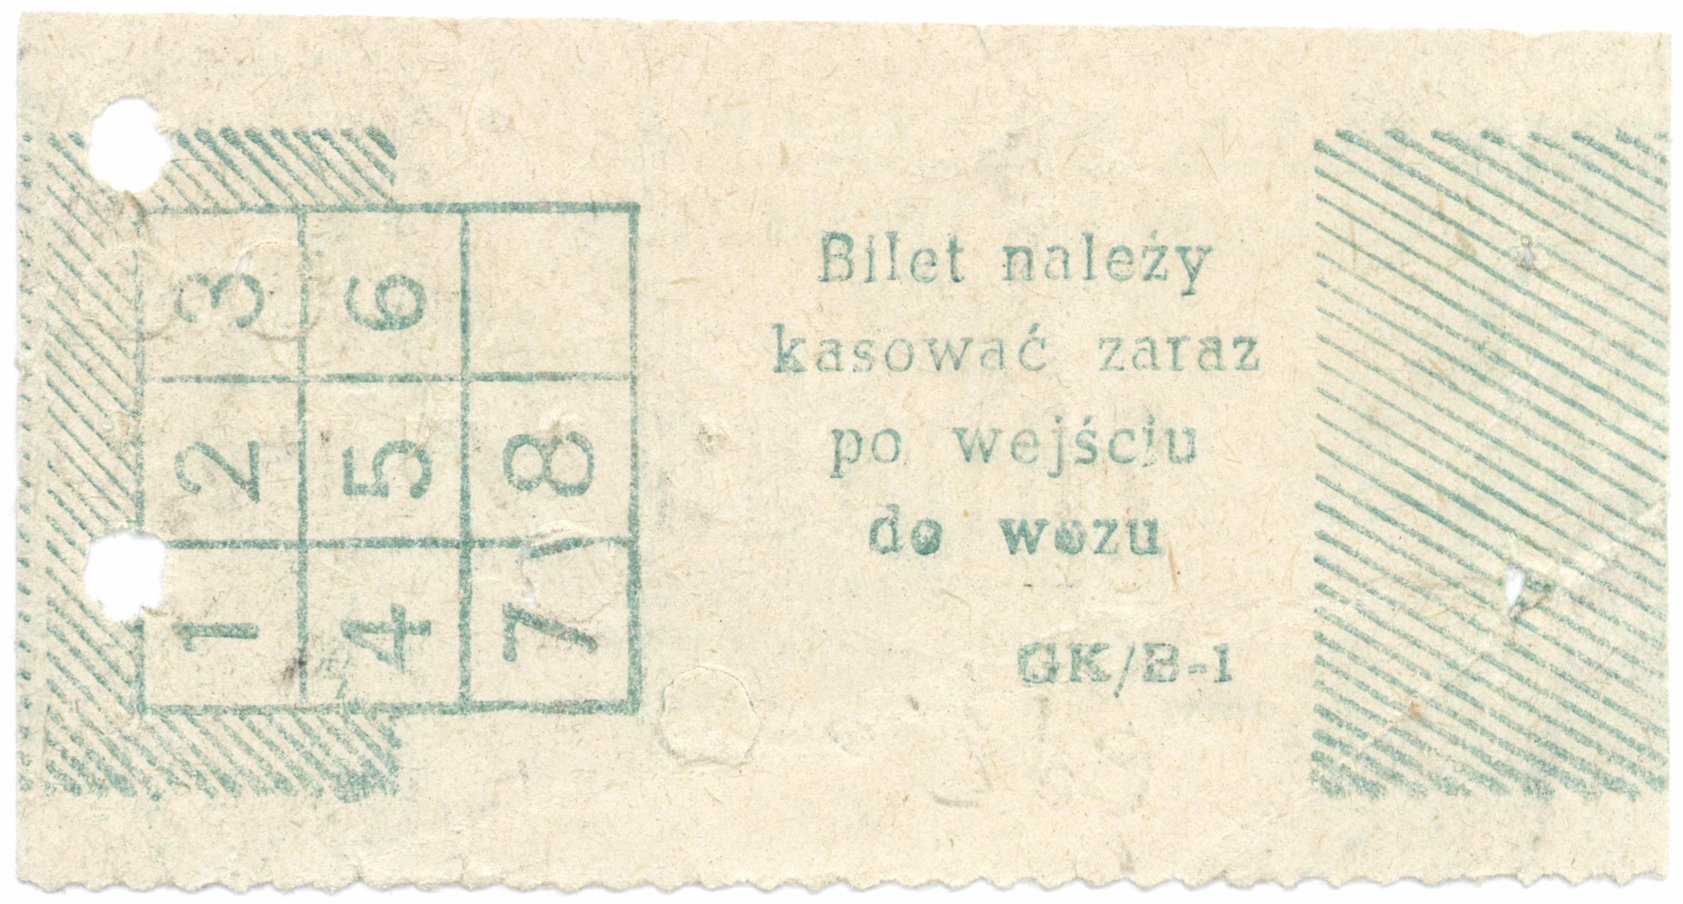 3 6
2 5 8
1 4 7
Bilet należy
kasować zaraz
po wejściu
do wozu
GK/B-1